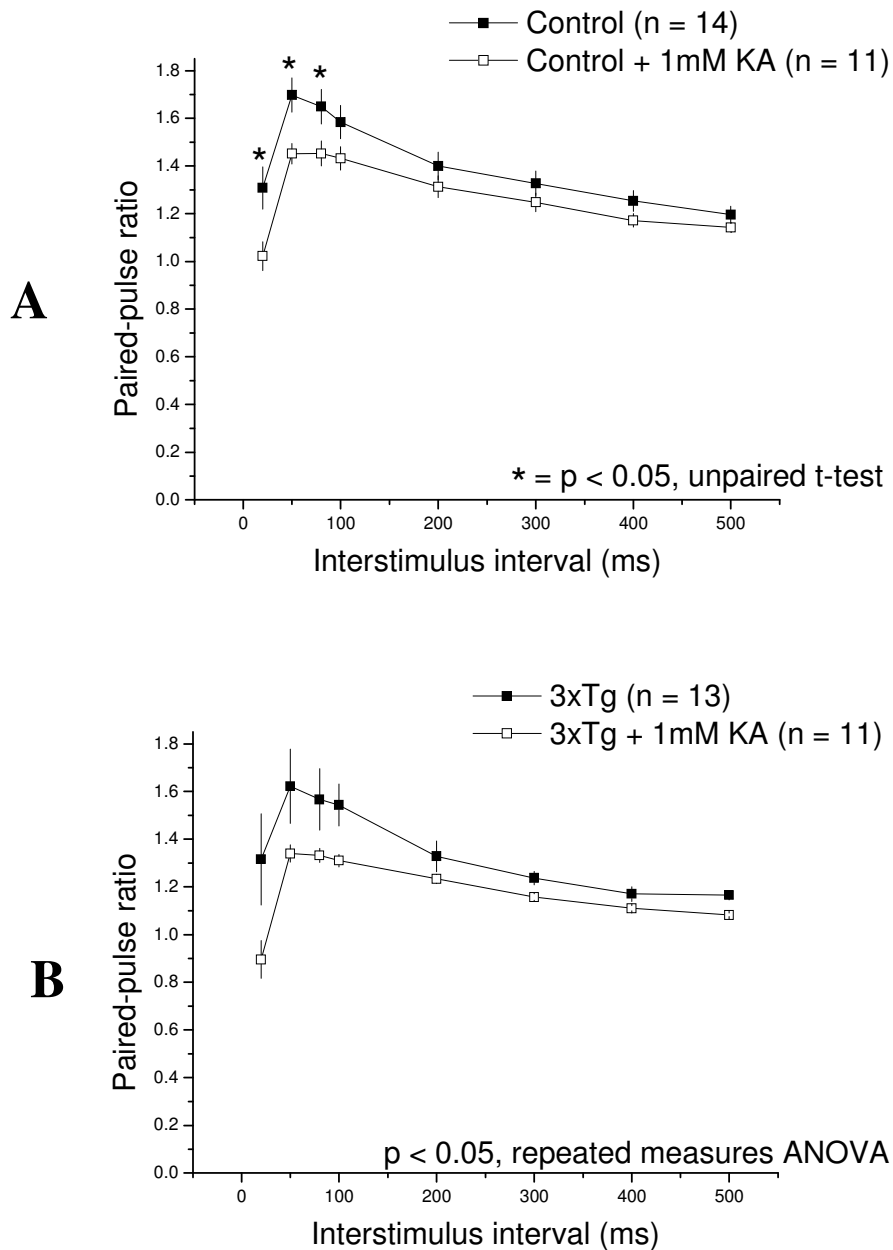 Control (n = 14)
Control + 1mM KA (n = 11)
*
*
*
1.8
1.6
1.4
1.2
1.0
0.8
0.6
0.4
0.2
0.0
A
Paired-pulse ratio
* = p < 0.05, unpaired t-test
0 100 200 300 400 500
Interstimulus interval (ms)
3xTg (n = 13)
3xTg + 1mM KA (n = 11)
1.8
1.6
1.4
1.2
1.0
0.8
0.6
0.4
0.2
0.0
B
Paired-pulse ratio
p < 0.05, repeated measures ANOVA
0 100 200 300 400 500
Interstimulus interval (ms)